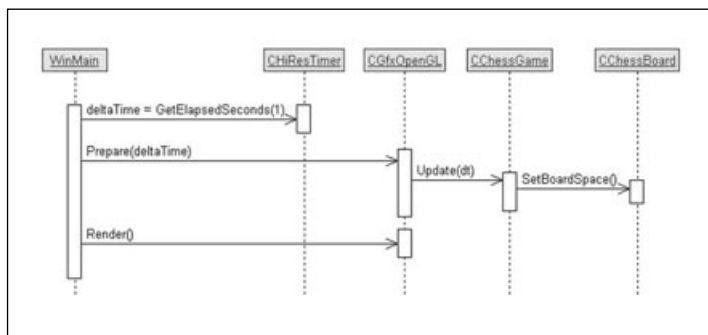 WinMain CHiResTimer CGfxOpenGL CChessGame CChessBoard
deltaTime = GetElapsedSeconds(1)
Prepare(deltaTime)
Update(dt)
SetBoardSpace()
Render()